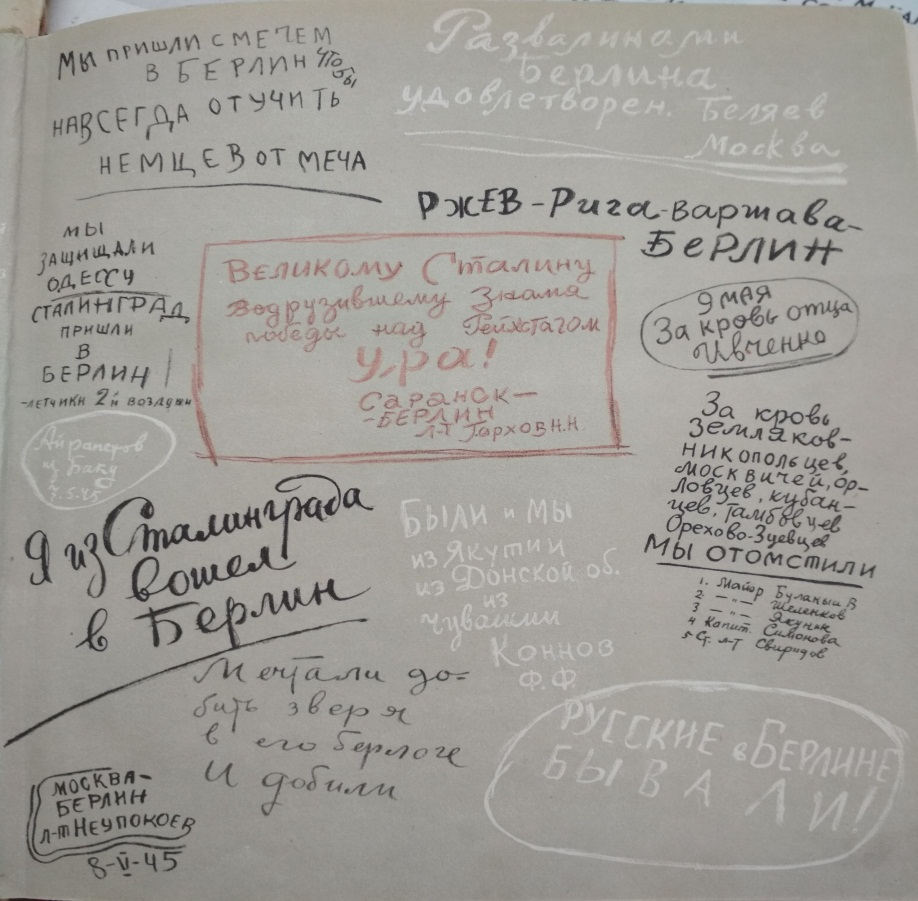 Мы пришли с мечем
в Берлин чтобы
навсегда отучить
немцев от меча
Развалинами
Берлина
удовлетворен. Беляев
Москва
Ржев-Рига-Варшава-
Берлин
мы
защищали
Одессу
Сталинград,
пришли
в
Берлин
-летчики 2й воздушн
Великому Сталину
водрузившему Знамя
победы над Рейхстагом
Ура!
Саранск-
-Берлин
л-т Гархов Н.Н.
9 мая
За кровь отца
Ивченко
Айрапетов
из Баку
7.5.45
За кровь
земляков-
никопольцев,
москвичей, ор-
ловцев, кубан-
цев, тамбовцев
Орехово-Зуевцев
мы отомстили
1. Майор Буланый В
2 — „ — Шеленков
3 — „ — Якунин
4 Капит. Симонова
5 Ст. л-т Свиридов
Я из Сталинграда
вошел
в Берлин
Были и мы
из Якутии
из Донской об.
из
Чувашии
Коннов
Ф.Ф.
Мечтали до-
бить зверя
в его берлоге
И добили
Русские в Берлине
бывали!
Москва-
Берлин
л-т Неупокоев
8-V-45